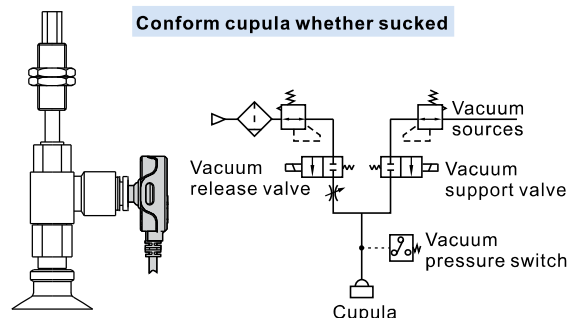 Conform cupula whether sucked
Vacuum
sources
Vacuum
release valve
Vacuum
support valve
Vacuum
pressure switch
Cupula